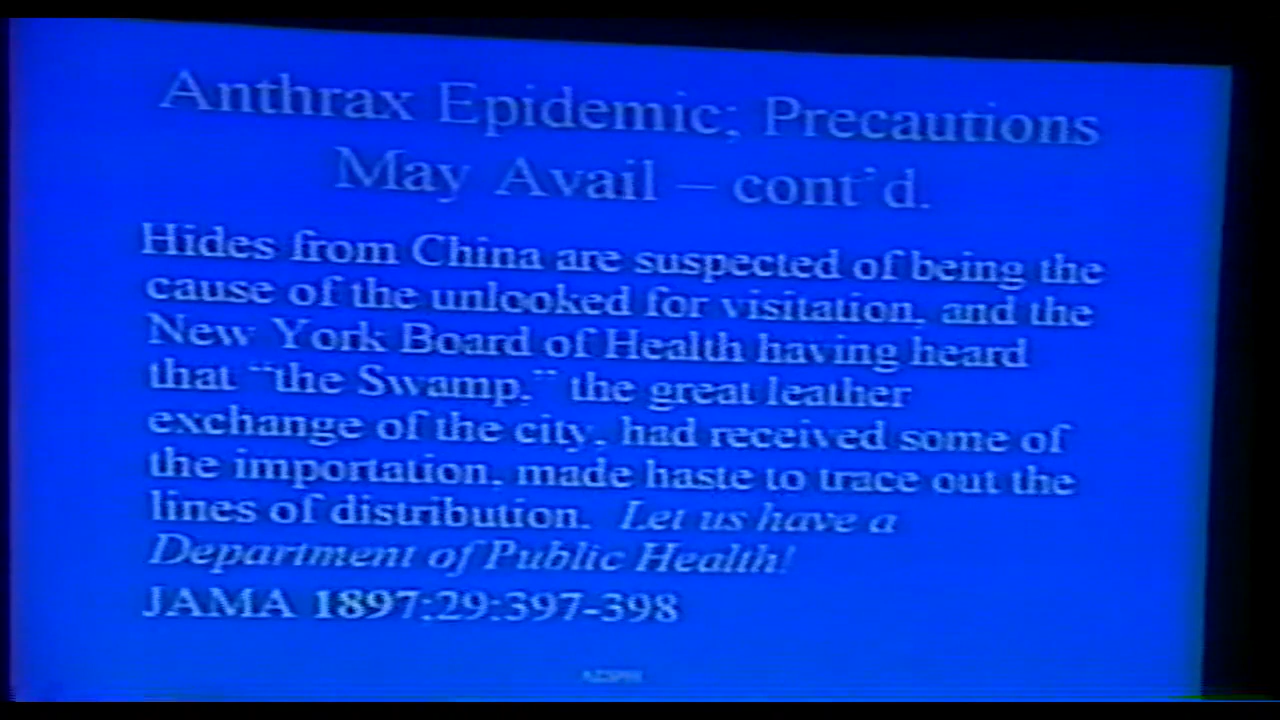 Anthrax Epidemic; Precautions
May Avail – cont'd.
Hides from China are suspected of being the
cause of the unlooked for visitation, and the
New York Board of Health having heard
that "the Swamp," the great leather
exchange of the city, had received some of
the importation, made haste to trace out the
lines of distribution. Let us have a
Department of Public Health!
JAMA 1897;29:397-398